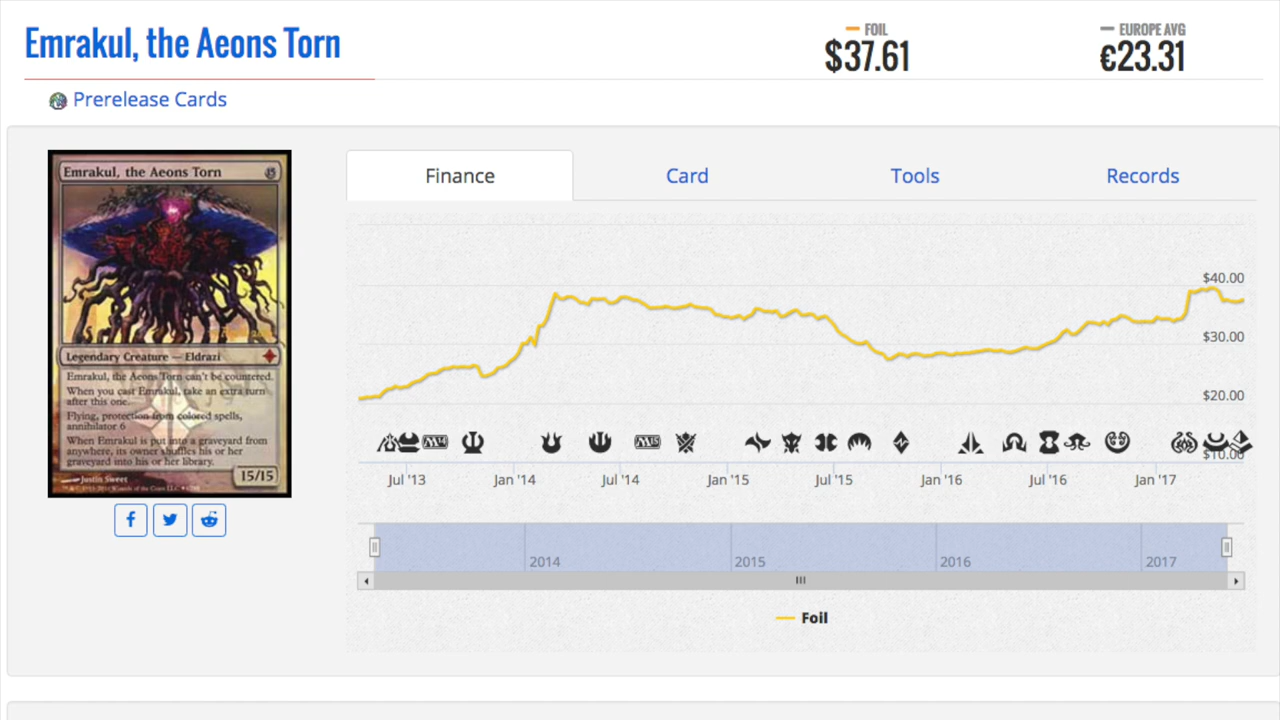 Emrakul, the Aeons Torn
FOIL
$37.61
EUROPE AVG
€23.31
Prerelease Cards
Emrakul, the Aeons Torn
15
Finance
Card
Tools
Records
Legendary Creature — Eldrazi
Emrakul, the Aeons Torn can't be countered.
When you cast Emrakul, take an extra turn
after this one.
Flying, protection from colored spells,
annihilator 6
When Emrakul is put into a graveyard from
anywhere, its owner shuffles his or her
graveyard into his or her library.
15/15
Justin Sweet
$40.00
$30.00
$20.00
$10.00
M14
M15
Jul '13
Jan '14
Jul '14
Jan '15
Jul '15
Jan '16
Jul '16
Jan '17
2014
2015
2016
2017
Foil